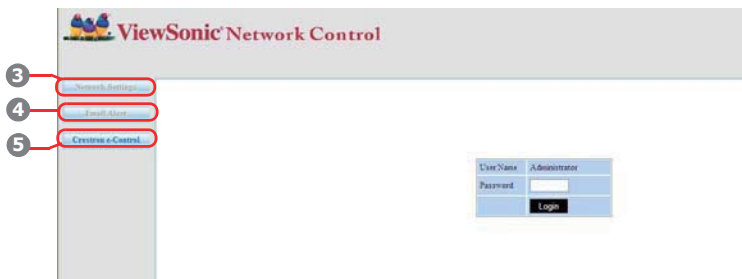 ViewSonic® Network Control
3 Network Settings
4 Email Alert
5 Crestron e-Control
User Name Administrator
Password
Login